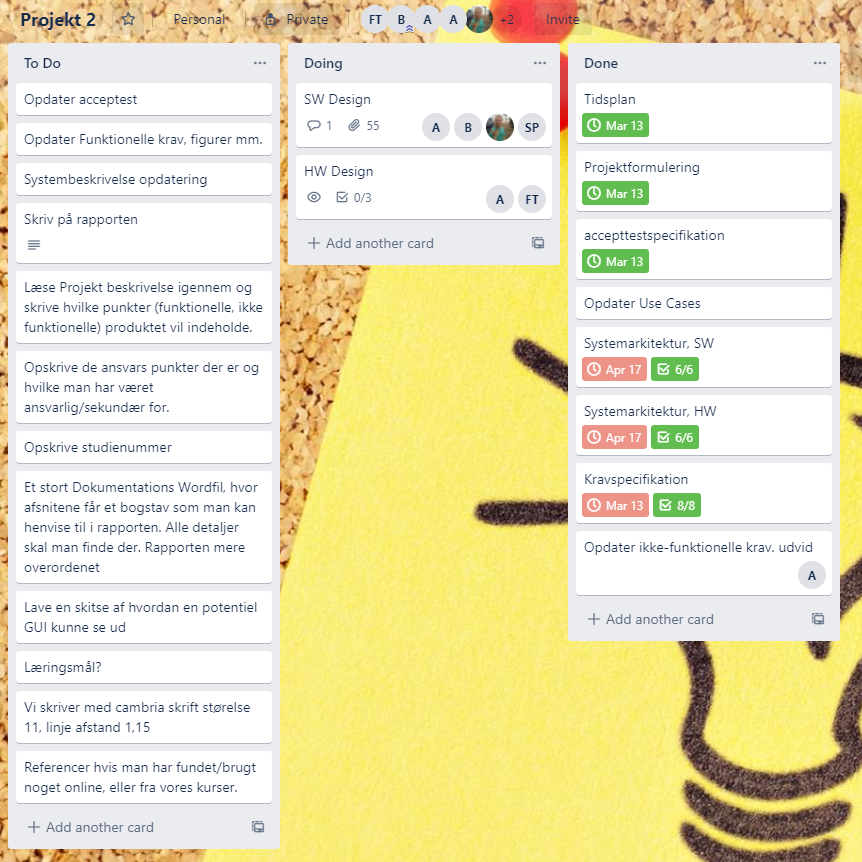 Projekt 2
Personal
Private
FT
B
A
A
+2
Invite
To Do
Opdater acceptest
Opdater Funktionelle krav, figurer mm.
Systembeskrivelse opdatering
Skriv på rapporten
Læse Projekt beskrivelse igennem og
skrive hvilke punkter (funktionelle, ikke
funktionelle) produktet vil indeholde.
Opskrive de ansvars punkter der er og
hvilke man har været
ansvarlig/sekundær for.
Opskrive studienummer
Et stort Dokumentations Wordfil, hvor
afsnitene får et bogstav som man kan
henvise til i rapporten. Alle detaljer
skal man finde der. Rapporten mere
overordenet
Lave en skitse af hvordan en potentiel
GUI kunne se ud
Læringsmål?
Vi skriver med cambria skrift størelse
11, linje afstand 1,15
Referencer hvis man har fundet/brugt
noget online, eller fra vores kurser.
+ Add another card
Doing
SW Design
1
55
A
B
SP
HW Design
0/3
A
FT
+ Add another card
Done
Tidsplan
Mar 13
Projektformulering
Mar 13
accepttestspecifikation
Mar 13
Opdater Use Cases
Systemarkitektur, SW
Apr 17
6/6
Systemarkitektur, HW
Apr 17
6/6
Kravspecifikation
Mar 13
8/8
Opdater ikke-funktionelle krav. udvid
A
+ Add another card